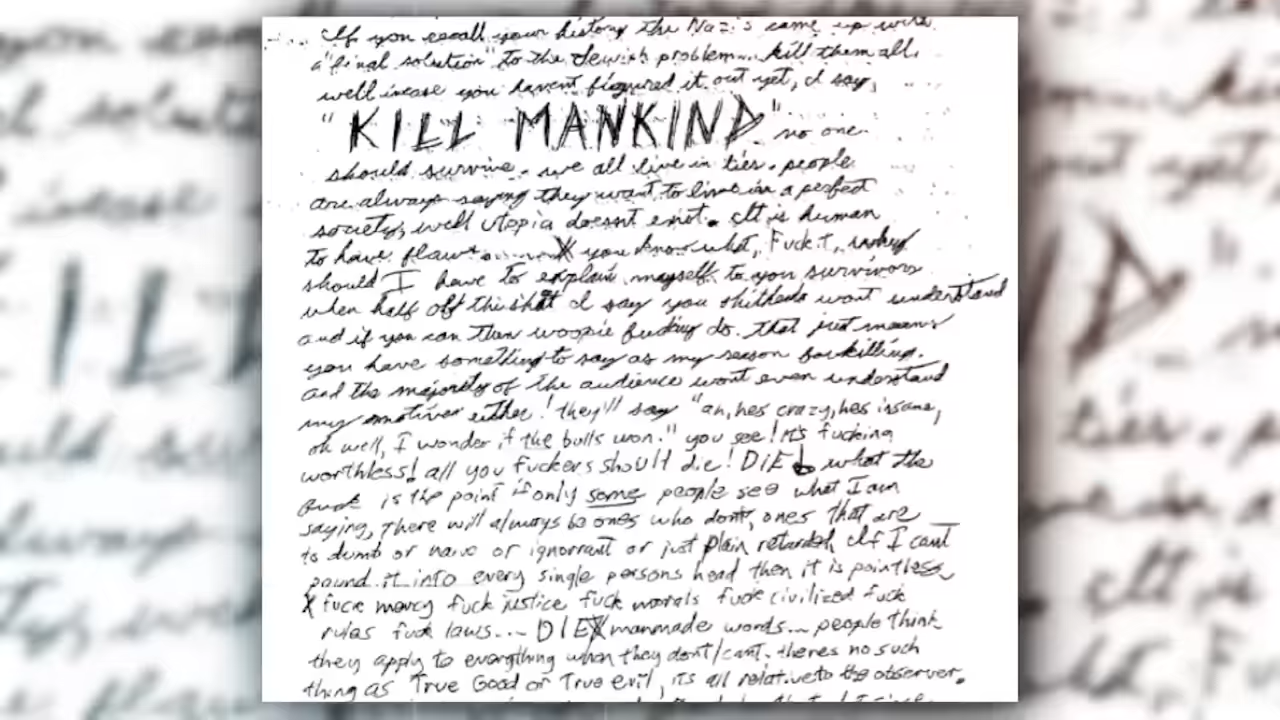 If you recall your history the Nazis came up with
a "final solution" to the Jewish problem... kill them all.
well incase you havent figured it out yet, I say,
"KILL MANKIND" no one
should survive. we all live in lies. people
are always saying they want to live in a perfect
society, well utopia doesnt exist. It is human
to have flaws...... X you know what, Fuck it, why
should I have to explain myself to you survivors
when half of this shit I say you shitheads wont understand
and if you can then woopie fucking do. that just means
you have something to say as my reason for killing.
and the majority of the audience wont even understand
my motives either! they'll say "ah, hes crazy, hes insane,
oh well, I wonder if the bulls won." you see! its fucking
worthless! all you fuckers should die! DIE! what the
fuck is the point if only some people see what I am
saying, there will always be ones who dont, ones that are
to dumb or naive or ignorrant or just plain retarded. If I cant
pound it into every single persons head then it is pointless
X fuck mercy fuck justice fuck morals fuck civilized fuck
rules fuck laws... DIE X manmade words... people think
they apply to everything when they dont/cant. theres no such
thing as True Good or True evil, its all relative to the observer.